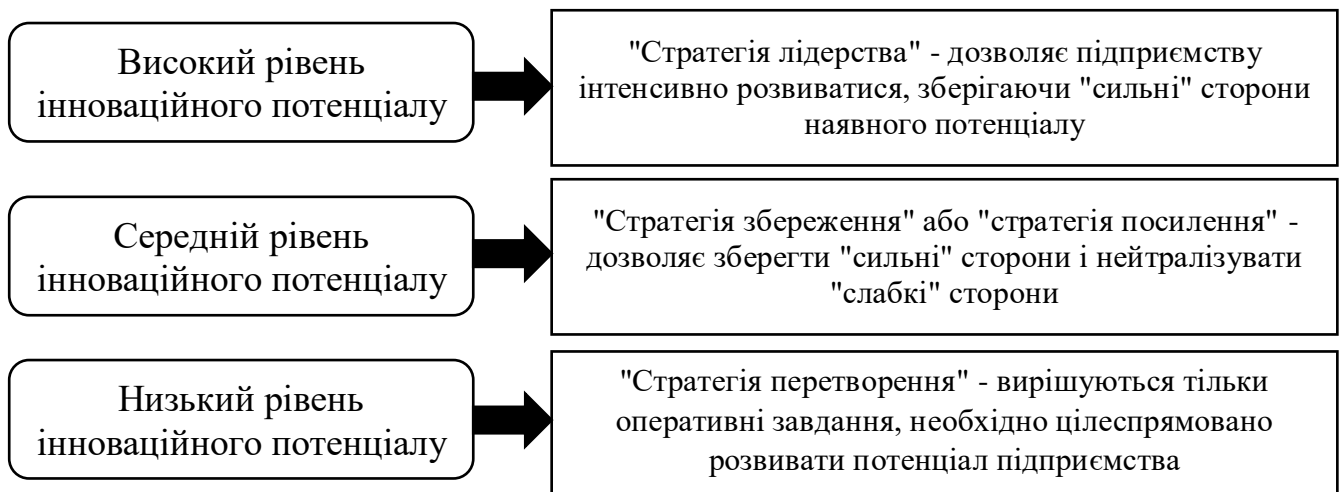 Високий рівень
інноваційного потенціалу
"Стратегія лідерства" - дозволяє підприємству
інтенсивно розвиватися, зберігаючи "сильні" сторони
наявного потенціалу
Середній рівень
інноваційного потенціалу
"Стратегія збереження" або "стратегія посилення" -
дозволяє зберегти "сильні" сторони і нейтралізувати
"слабкі" сторони
Низький рівень
інноваційного потенціалу
"Стратегія перетворення" - вирішуються тільки
оперативні завдання, необхідно цілеспрямовано
розвивати потенціал підприємства